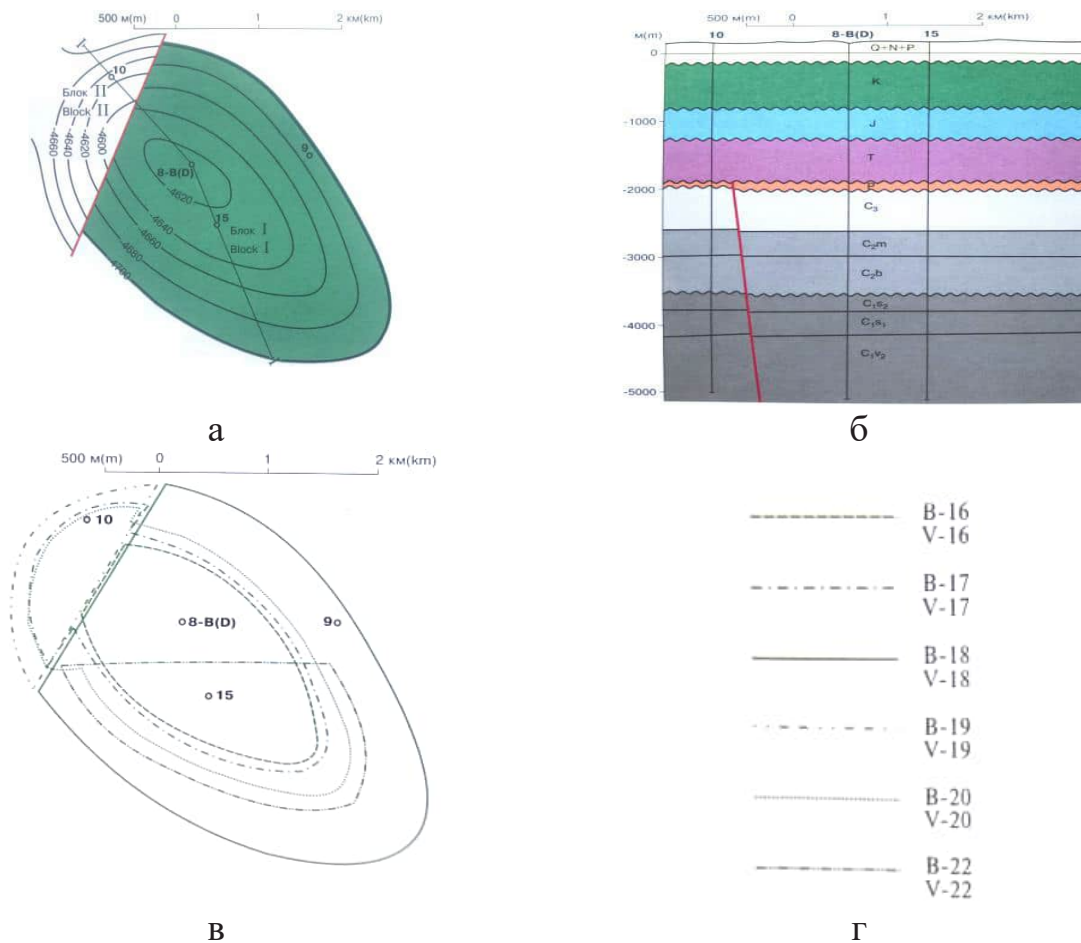 500 м(m) 0 1 2 км(km)
I
10
Блок II
Block II
-4660
-4640
-4620
-4600
9
8-В(D)
-4620
15
Блок I
Block I
-4640
-4660
-4680
-4700
I
а
500 м(m) 0 1 2 км(km)
м(m) 10 8-В(D) 15
0
Q+N+P
K
-1000
J
T
-2000
P
C₃
C₂m
-3000
C₂b
C₁s₂
-4000
C₁s₁
C₁v₂
-5000
б
500 м(m) 0 1 2 км(km)
10
8-В(D)
9
15
в
В-16
V-16
В-17
V-17
В-18
V-18
В-19
V-19
В-20
V-20
В-22
V-22
г